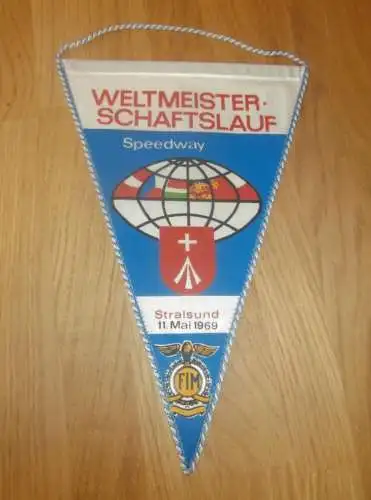 WELTMEISTER-
SCHAFTSLAUF
Speedway
Stralsund
11. Mai 1969
FIM